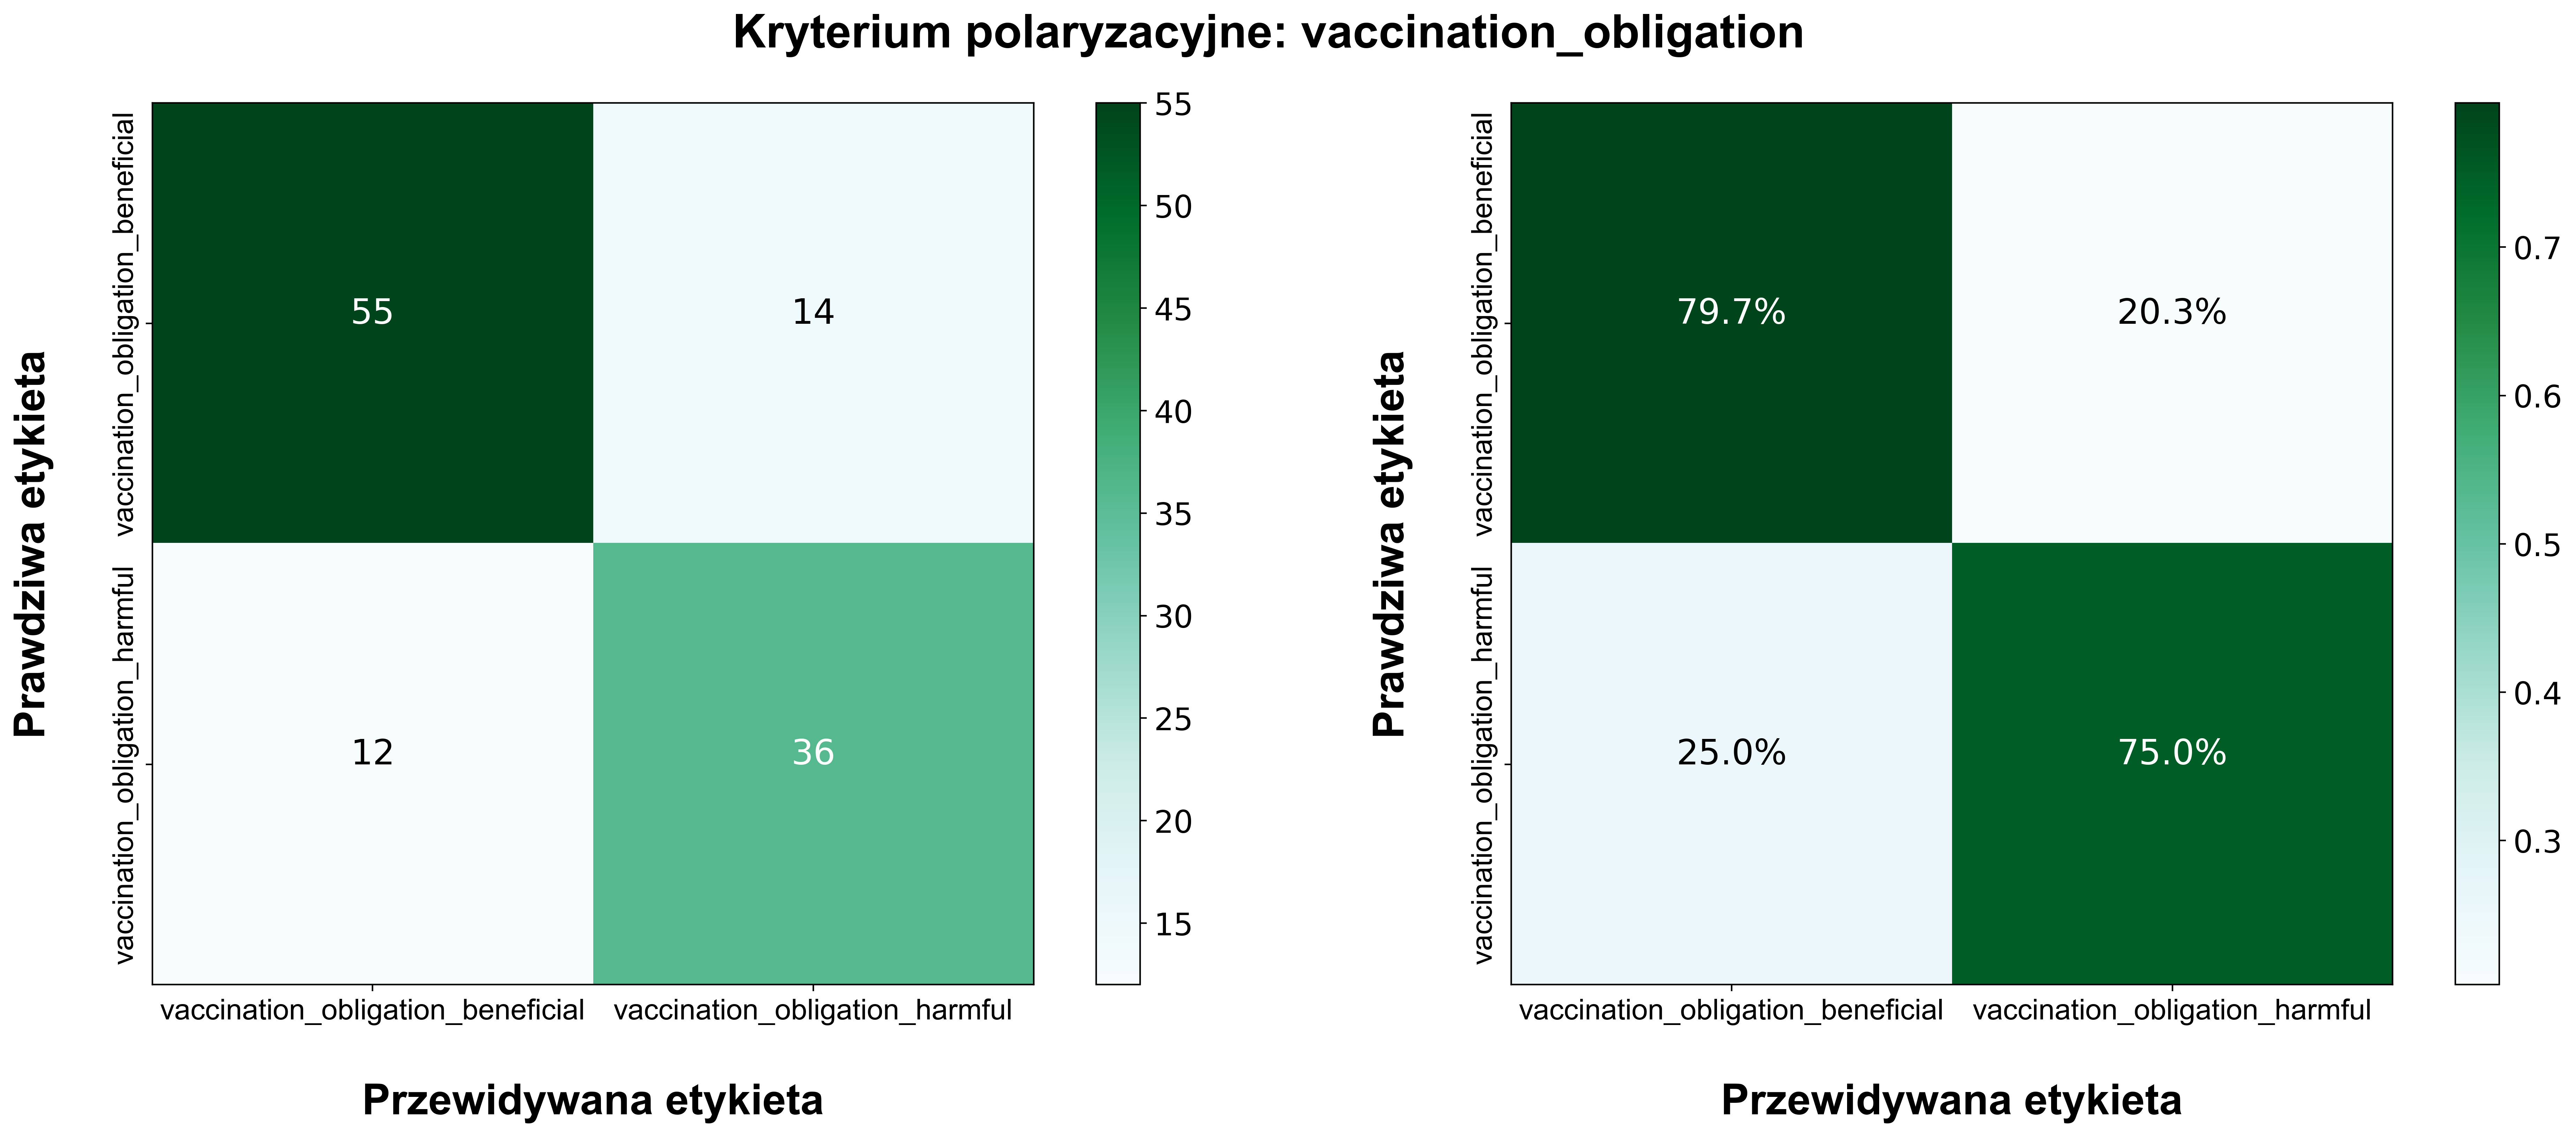 Kryterium polaryzacyjne: vaccination_obligation
Prawdziwa etykieta
vaccination_obligation_beneficial
vaccination_obligation_harmful
55
14
12
36
vaccination_obligation_beneficial
vaccination_obligation_harmful
Przewidywana etykieta
55
50
45
40
35
30
25
20
15
Prawdziwa etykieta
vaccination_obligation_beneficial
vaccination_obligation_harmful
79.7%
20.3%
25.0%
75.0%
vaccination_obligation_beneficial
vaccination_obligation_harmful
Przewidywana etykieta
0.7
0.6
0.5
0.4
0.3